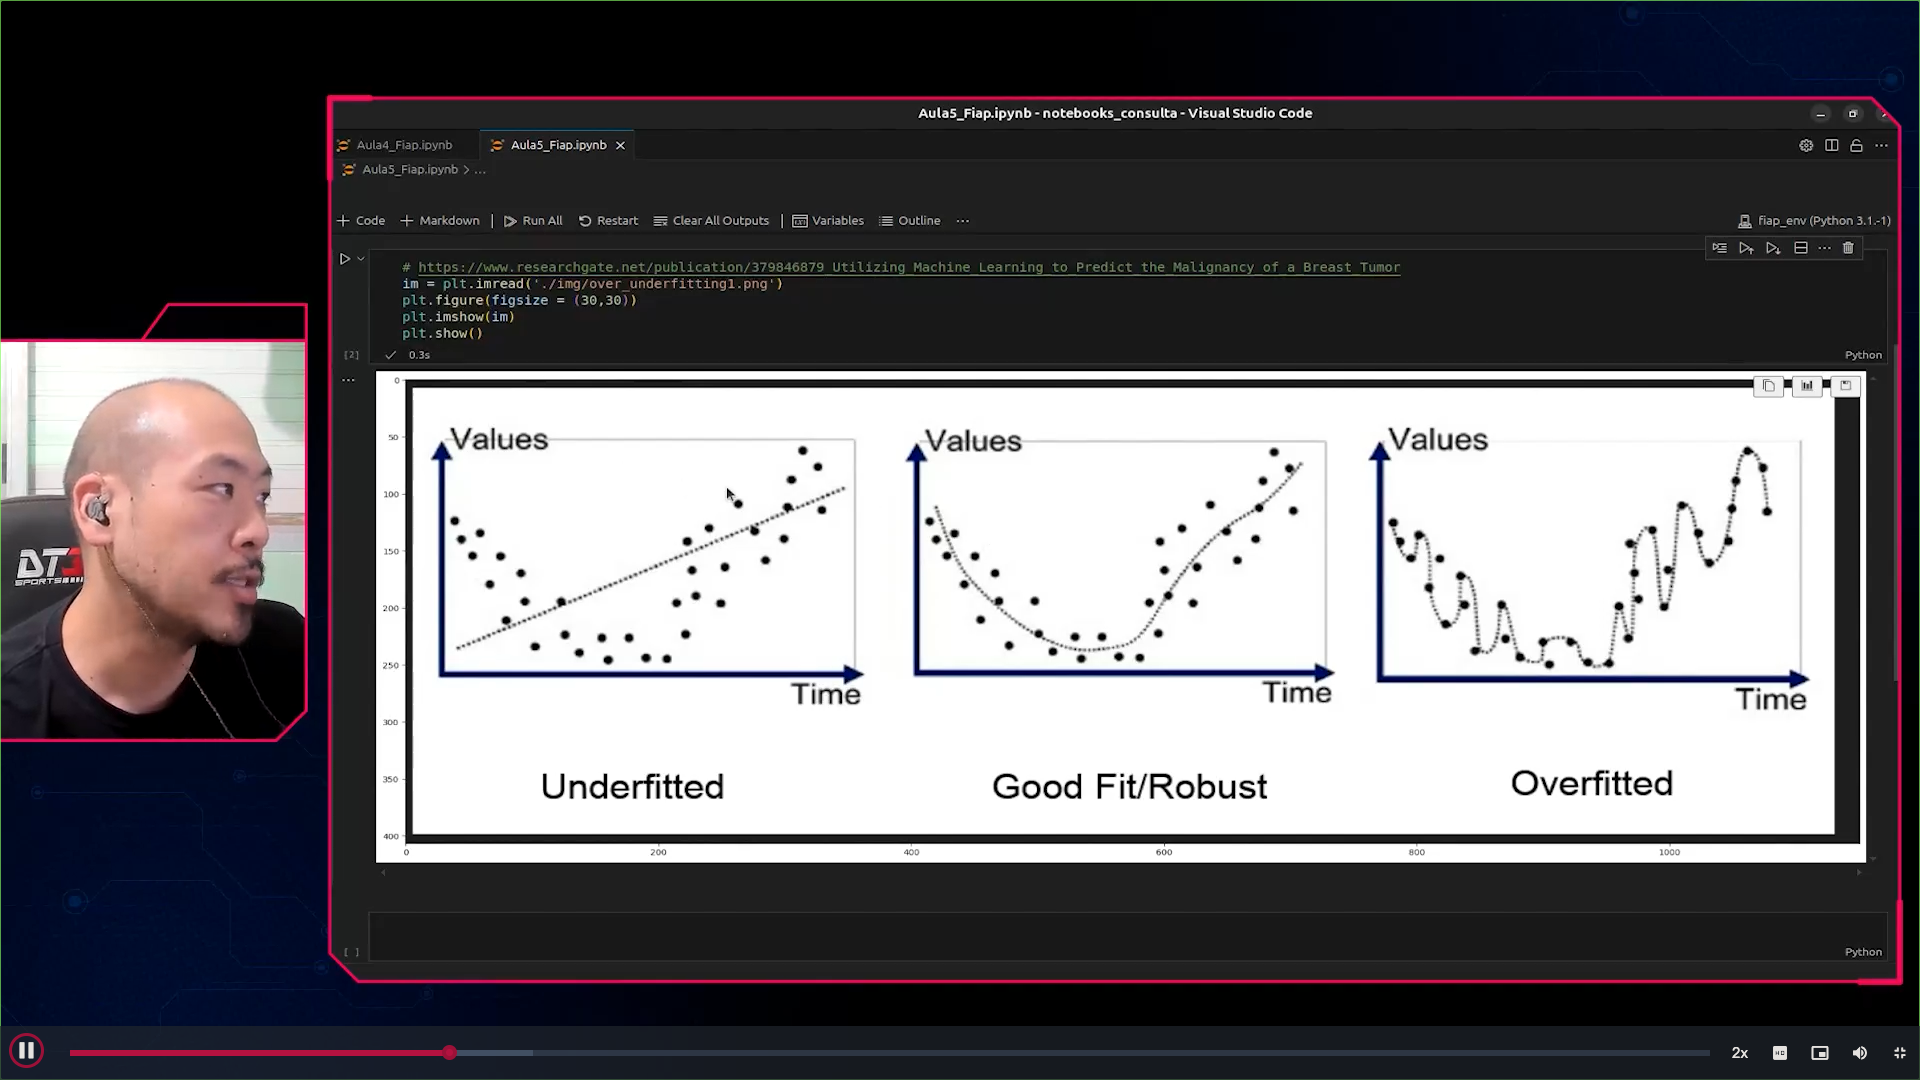 Aula5_Fiap.ipynb - notebooks_consulta - Visual Studio Code
Aula4_Fiap.ipynb
Aula5_Fiap.ipynb
Aula5_Fiap.ipynb > ...
+ Code + Markdown | Run All Restart Clear All Outputs | Variables Outline ...
fiap_env (Python 3.1.-1)
# https://www.researchgate.net/publication/379846879_Utilizing_Machine_Learning_to_Predict_the_Malignancy_of_a_Breast_Tumor
im = plt.imread('./img/over_underfitting1.png')
plt.figure(figsize = (30,30))
plt.imshow(im)
plt.show()
[2]
0.3s
Python
0
50
100
150
200
250
300
350
400
Values
Time
Underfitted
Values
Time
Good Fit/Robust
Values
Time
Overfitted
0 200 400 600 800 1000
[ ]
Python
DT3
SPORTS
2x